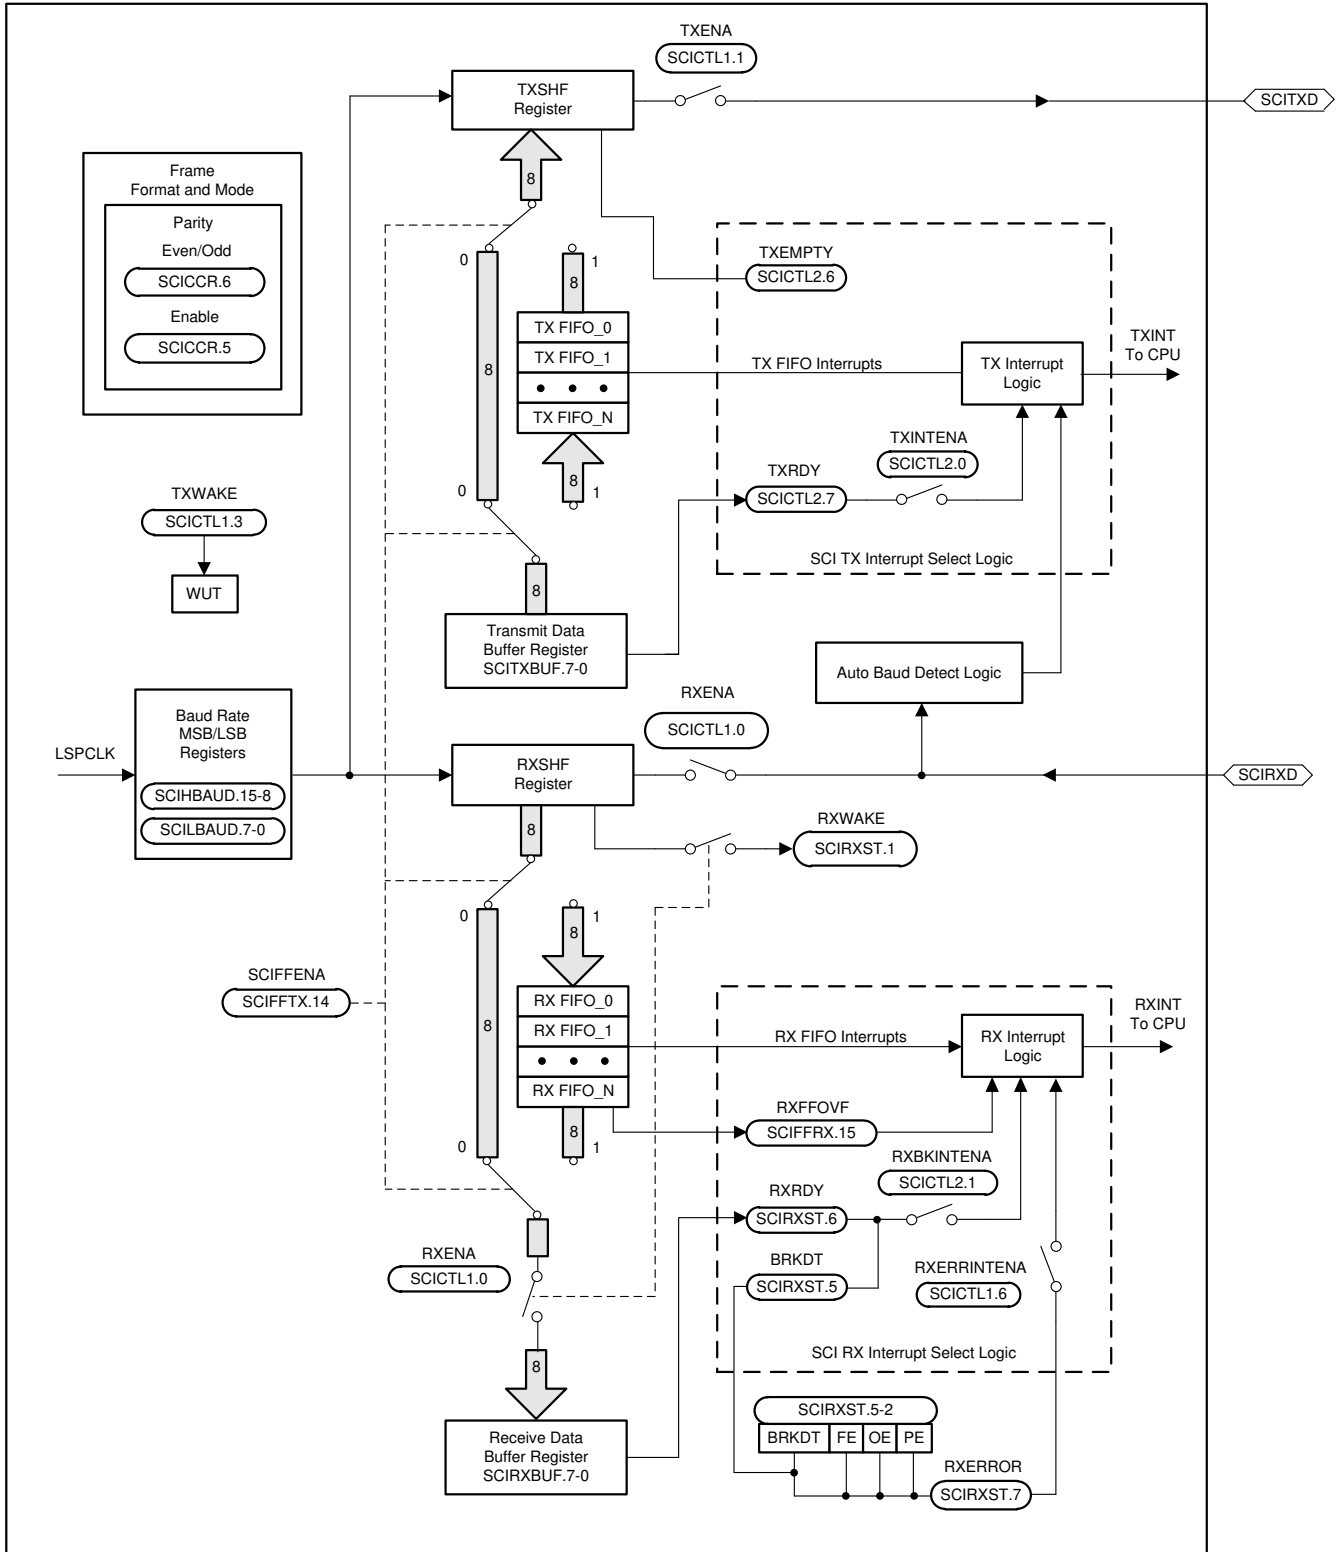 TXENA
SCICTL1.1
TXSHF
Register
SCITXD
Frame
Format and Mode
Parity
Even/Odd
SCICCR.6
Enable
SCICCR.5
8
0
1
8
TXEMPTY
SCICTL2.6
TX FIFO_0
TX FIFO_1
• • •
TX FIFO_N
8
TX FIFO Interrupts
TX Interrupt
Logic
TXINT
To CPU
TXINTENA
SCICTL2.0
TXRDY
SCICTL2.7
0
8
1
TXWAKE
SCICTL1.3
WUT
SCI TX Interrupt Select Logic
8
Transmit Data
Buffer Register
SCITXBUF.7-0
Auto Baud Detect Logic
RXENA
SCICTL1.0
LSPCLK
Baud Rate
MSB/LSB
Registers
SCIHBAUD.15-8
SCILBAUD.7-0
RXSHF
Register
SCIRXD
8
RXWAKE
SCIRXST.1
0
1
8
SCIFFENA
SCIFFTX.14
RX FIFO_0
RX FIFO_1
• • •
RX FIFO_N
8
RX FIFO Interrupts
RX Interrupt
Logic
RXINT
To CPU
RXFFOVF
SCIFFRX.15
0
8
1
RXBKINTENA
SCICTL2.1
RXRDY
SCIRXST.6
BRKDT
SCIRXST.5
RXERRINTENA
SCICTL1.6
RXENA
SCICTL1.0
SCI RX Interrupt Select Logic
8
SCIRXST.5-2
BRKDT FE OE PE
Receive Data
Buffer Register
SCIRXBUF.7-0
RXERROR
SCIRXST.7